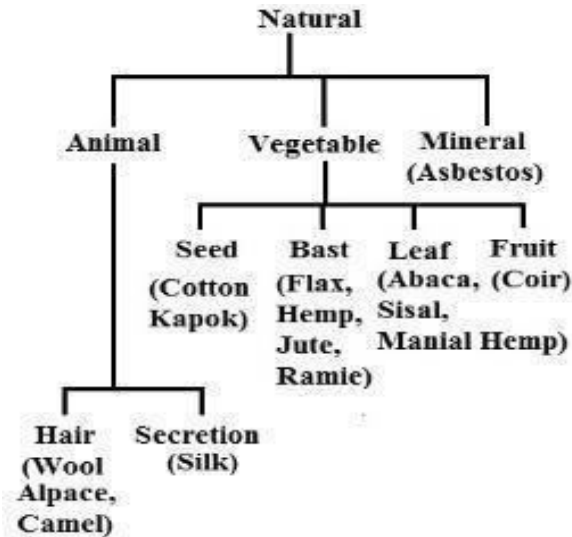 Natural
Animal
Vegetable
Mineral
(Asbestos)
Seed
(Cotton
Kapok)
Bast
(Flax,
Hemp,
Jute,
Ramie)
Leaf
(Abaca,
Sisal,
Manial Hemp)
Fruit
(Coir)
Hair
(Wool
Alpace,
Camel)
Secretion
(Silk)